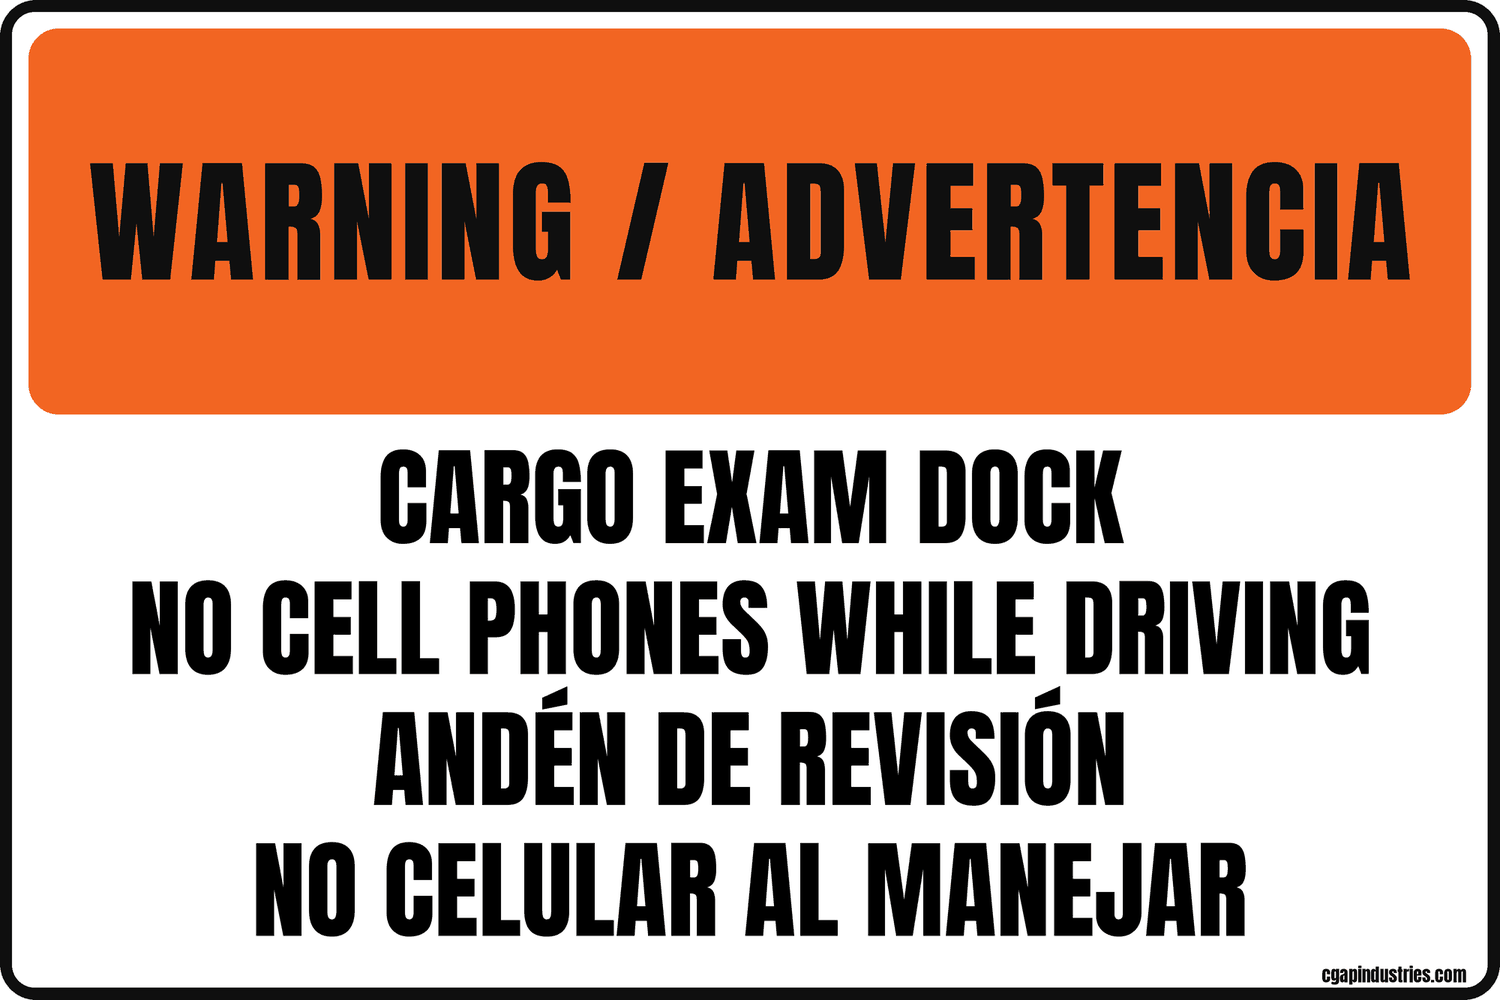 WARNING / ADVERTENCIA
CARGO EXAM DOCK
NO CELL PHONES WHILE DRIVING
ANDÉN DE REVISIÓN
NO CELULAR AL MANEJAR
cgapindustries.com